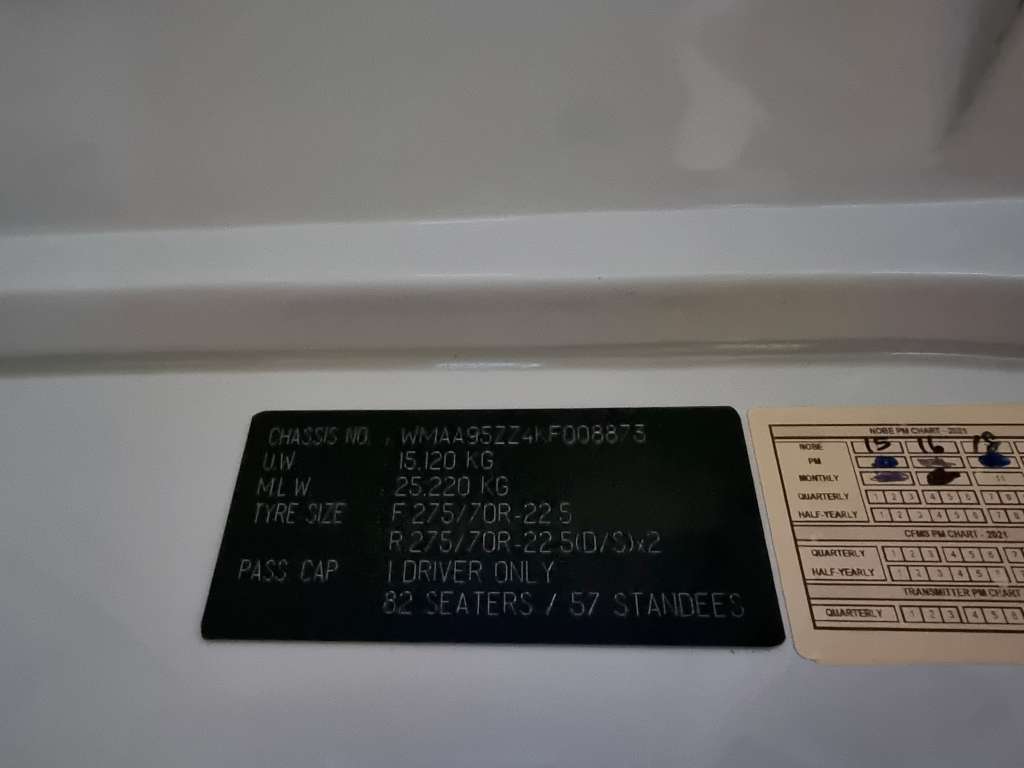 CHASSIS NO. : WMAA95ZZ4KF008873
U.W. 15.120 KG
M.L.W : 25.220 KG
TYRE SIZE F.275/70R-22.5
R.275/70R-22.5(D/S)x2
PASS CAP 1 DRIVER ONLY
82 SEATERS / 57 STANDEES
NOBE PM CHART - 2021
NOBE 15 16 18
PM
MONTHLY 11
QUARTERLY 1 2 3 4 5 6 7 8
HALF-YEARLY 1 2 3 4 5 6 7 8
CFMS PM CHART - 2021
QUARTERLY 1 2 3 4 5 6 7
HALF-YEARLY 1 2 3 4 5
TRANSMITTER PM CHART
QUARTERLY 1 2 3 4 5 6